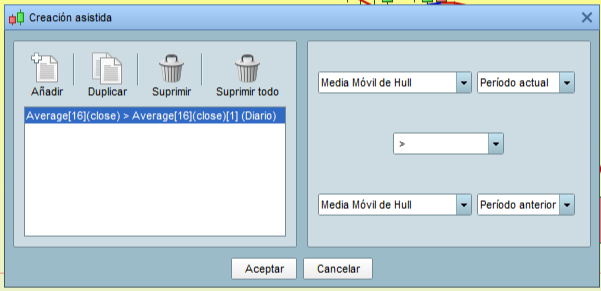 Creación asistida
Añadir
Duplicar
Suprimir
Suprimir todo
Average[16](close) > Average[16](close)[1] (Diario)
Media Móvil de Hull
Período actual
>
Media Móvil de Hull
Período anterior
Aceptar
Cancelar